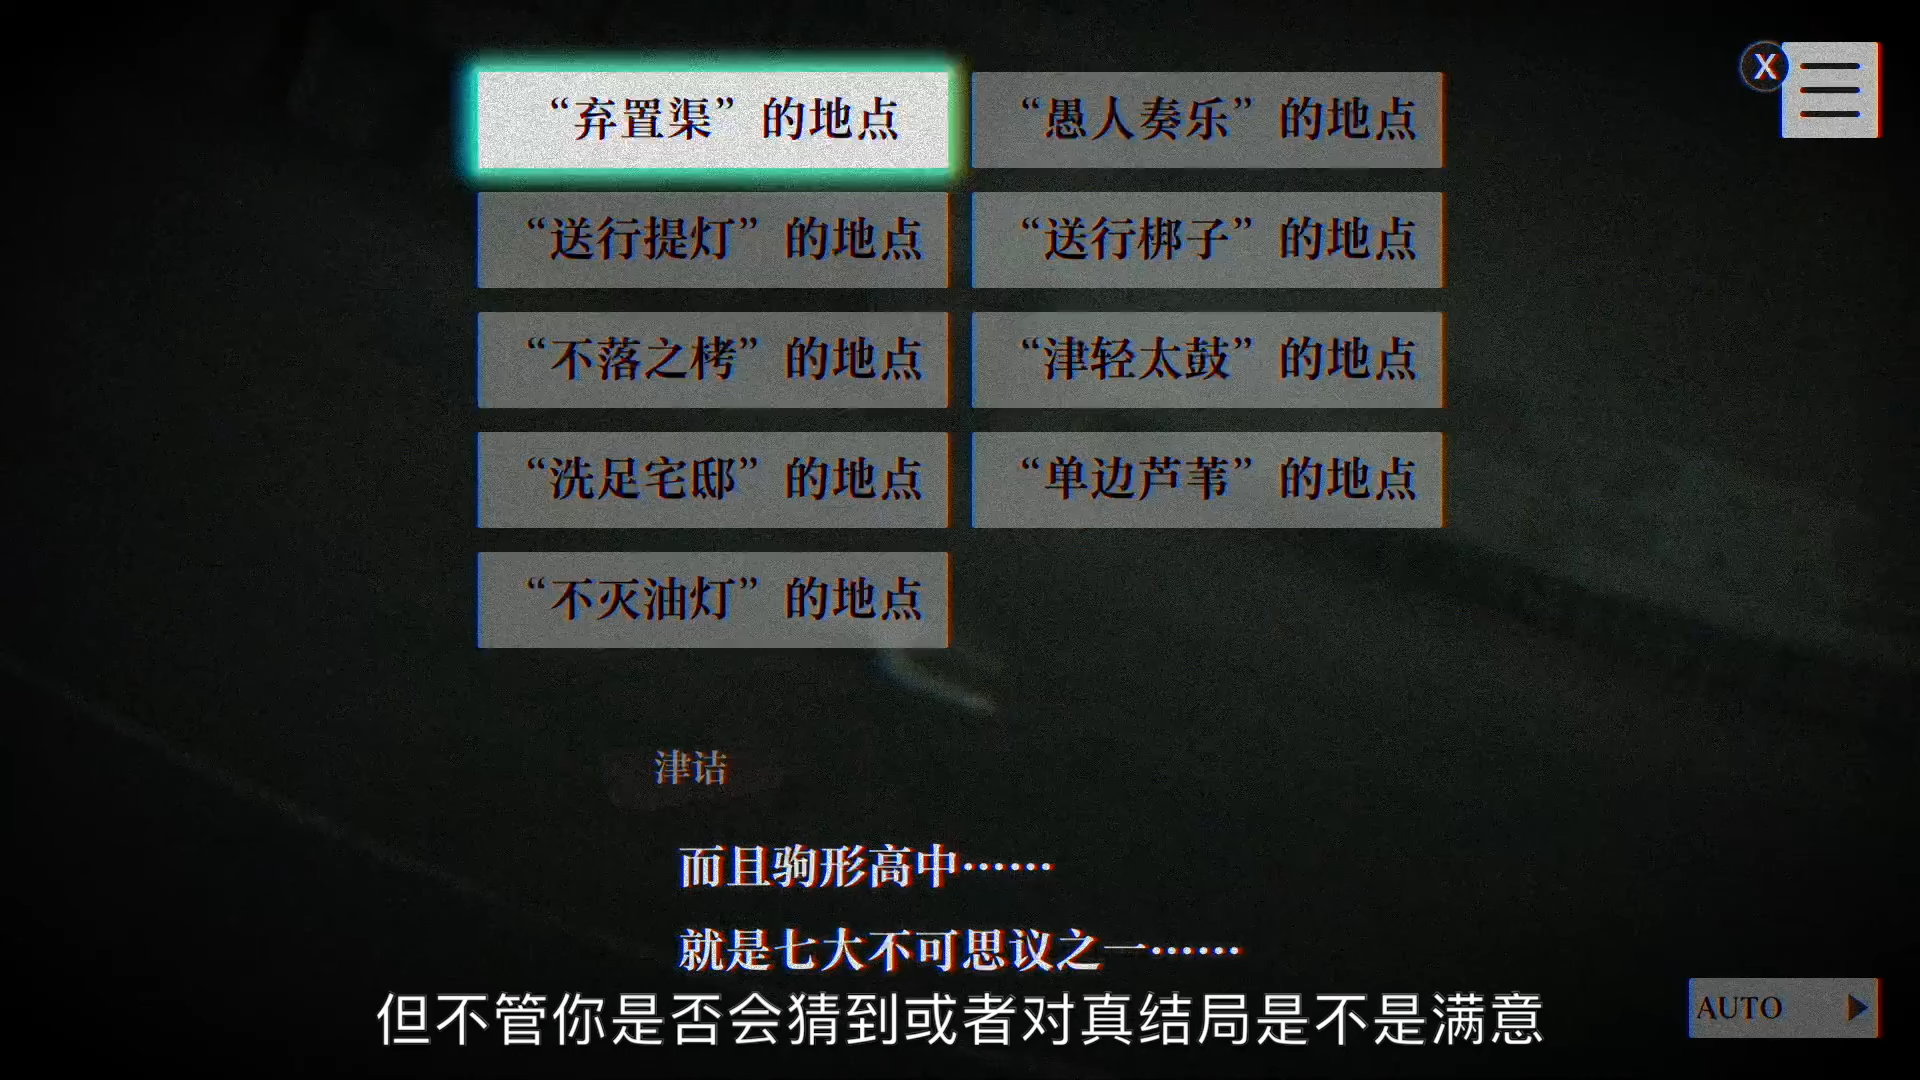 “弃置渠”的地点
“愚人奏乐”的地点
X
“送行提灯”的地点
“送行梆子”的地点
“不落之栲”的地点
“津轻太鼓”的地点
“洗足宅邸”的地点
“单边芦苇”的地点
“不灭油灯”的地点
津诘
而且驹形高中……
就是七大不可思议之一……
但不管你是否会猜到或者对真结局是不是满意
AUTO